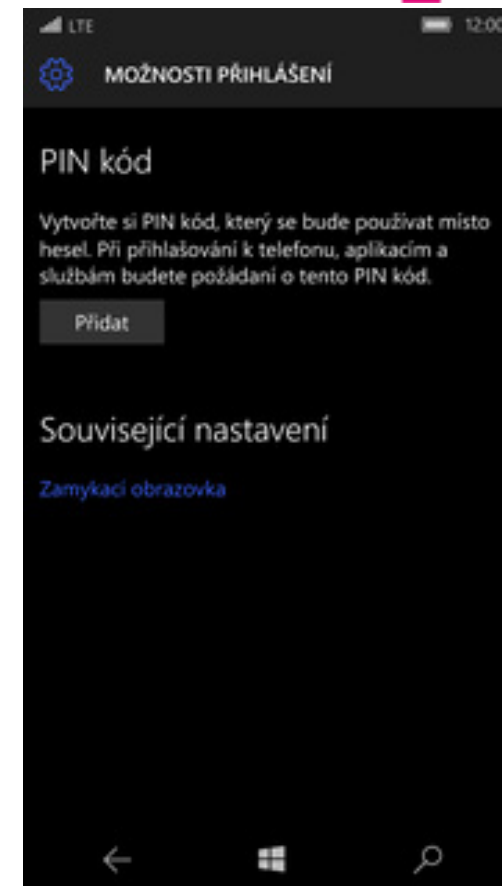 LTE
12:00
MOŽNOSTI PŘIHLÁŠENÍ
PIN kód
Vytvořte si PIN kód, který se bude používat místo
hesel. Při přihlašování k telefonu, aplikacím a
službám budete požádáni o tento PIN kód.
Přidat
Související nastavení
Zamykací obrazovka